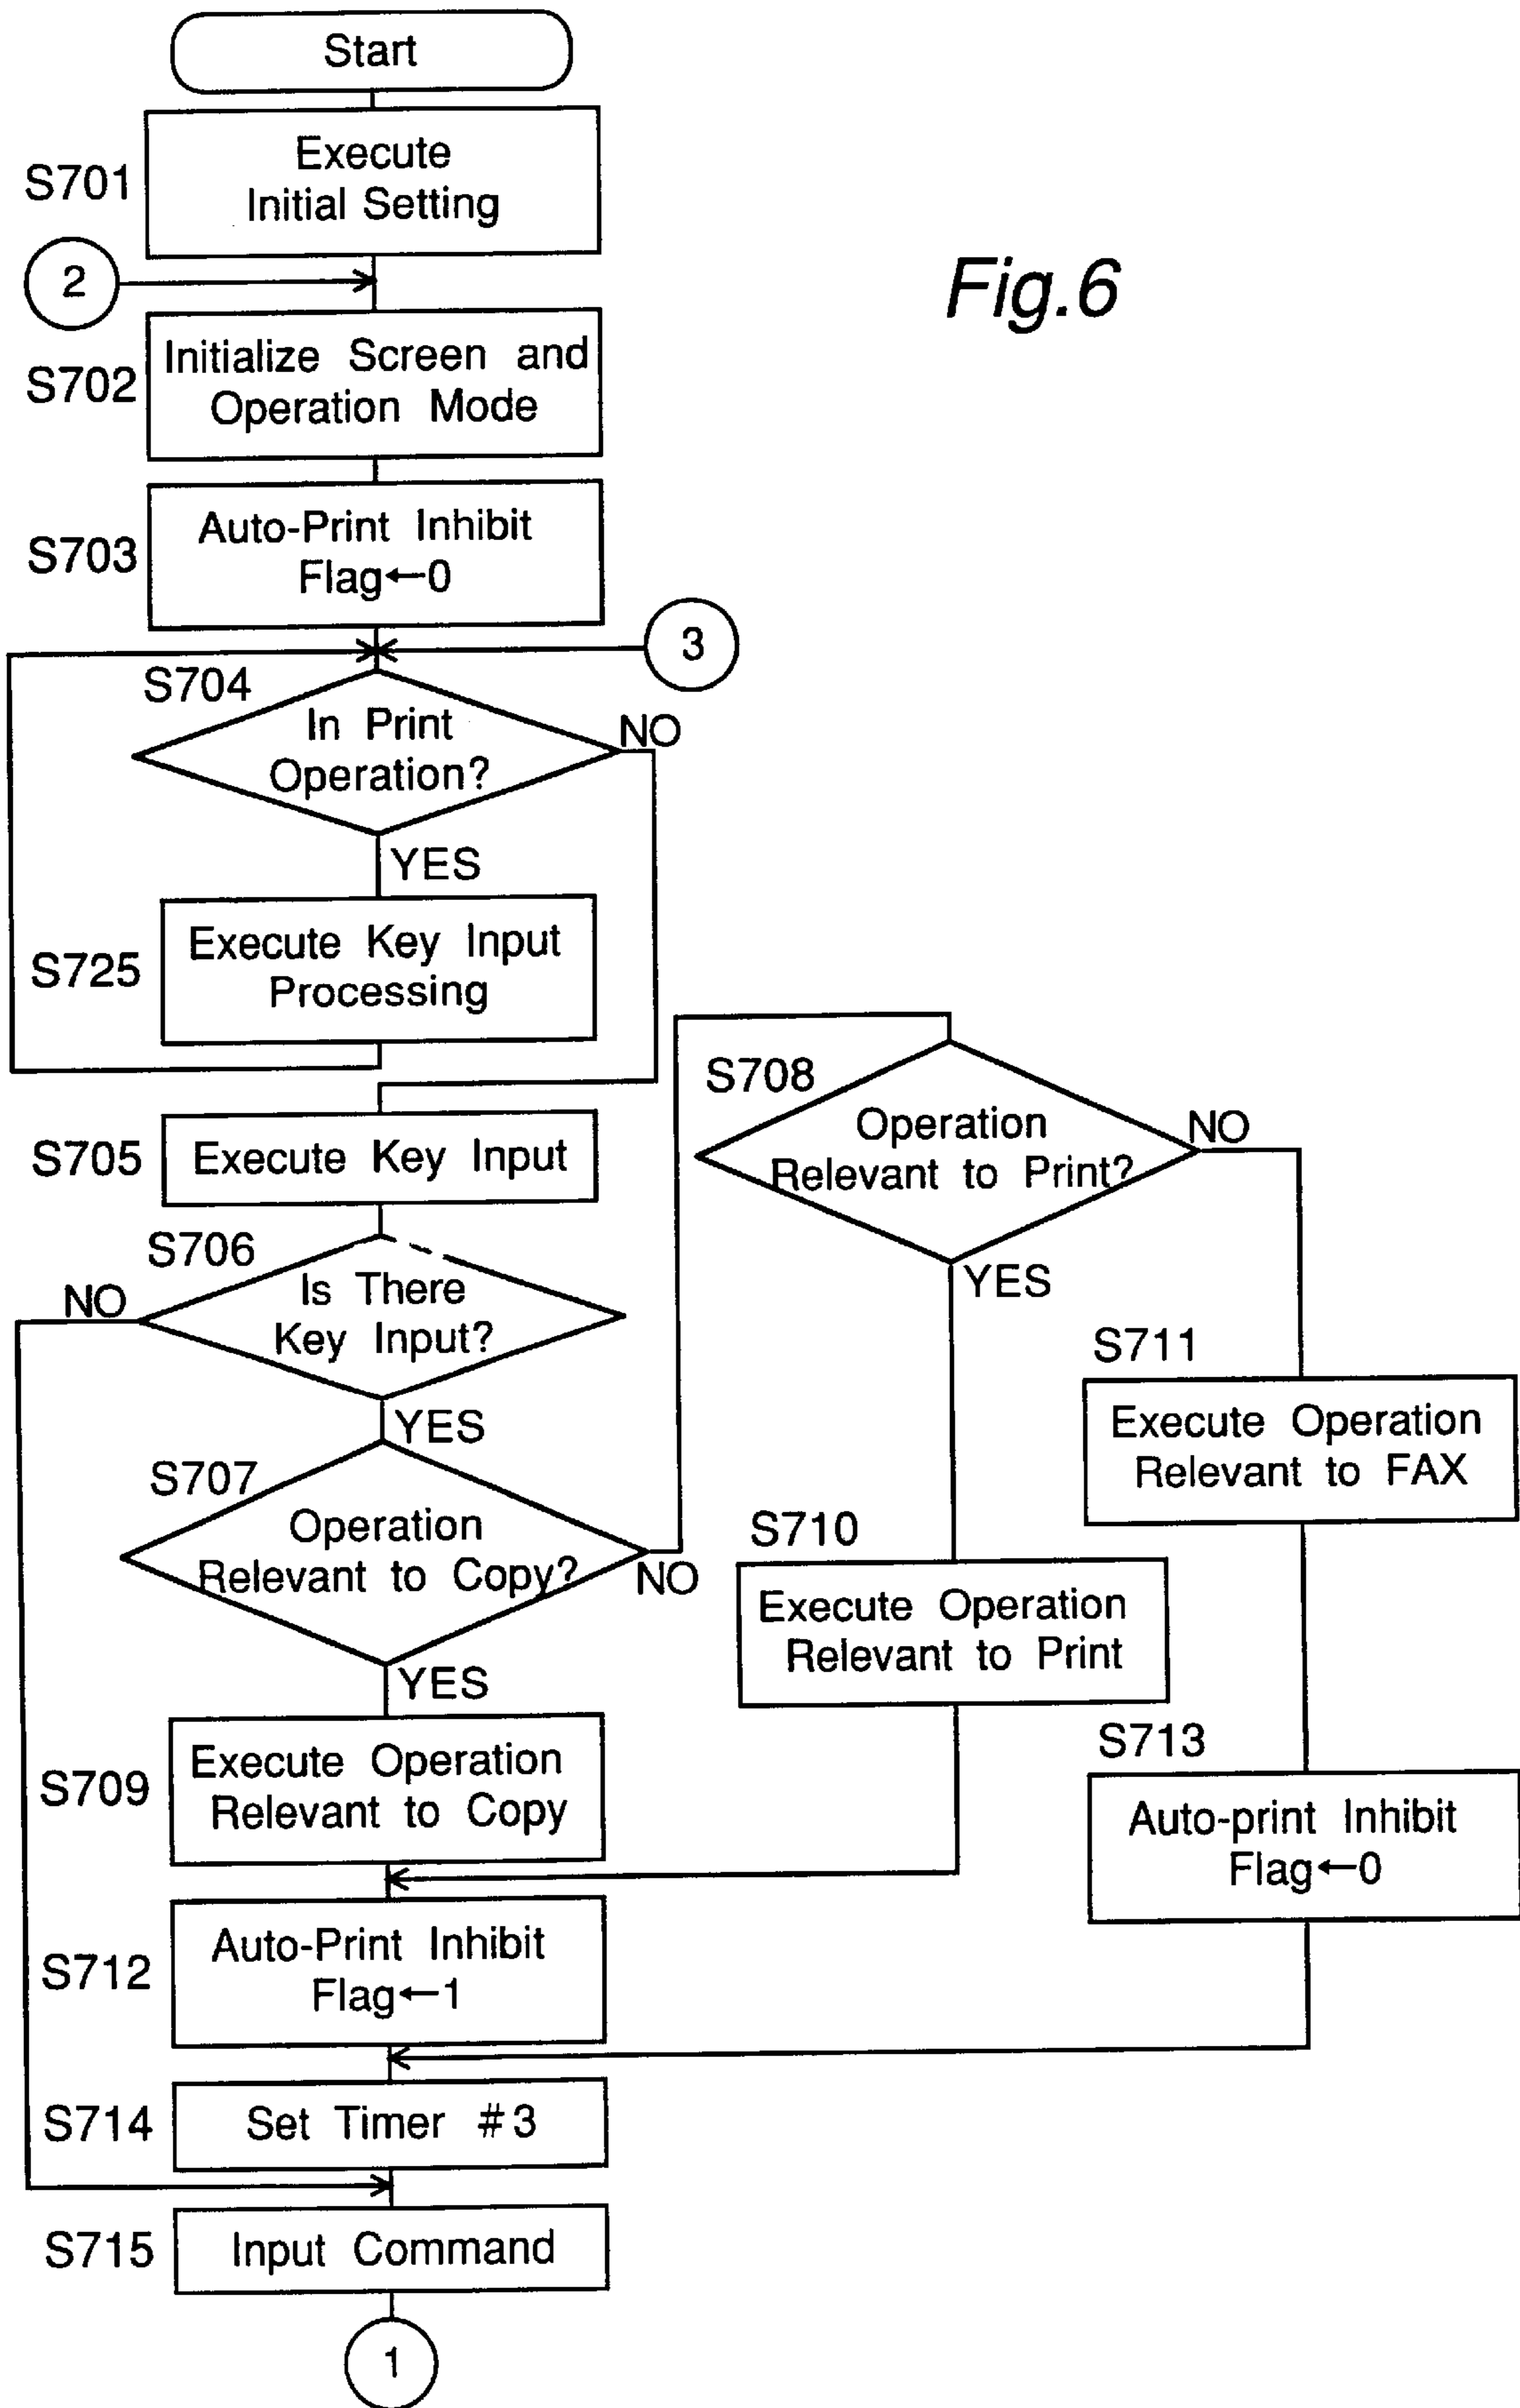 Start
S701
Execute
Initial Setting
2
Fig.6
S702
Initialize Screen and
Operation Mode
S703
Auto-Print Inhibit
Flag←0
3
S704
In Print
Operation?
NO
YES
S725
Execute Key Input
Processing
S705
Execute Key Input
S706
Is There
Key Input?
NO
YES
S707
Operation
Relevant to Copy?
NO
YES
S708
Operation
Relevant to Print?
NO
YES
S711
Execute Operation
Relevant to FAX
S710
Execute Operation
Relevant to Print
S709
Execute Operation
Relevant to Copy
S713
Auto-print Inhibit
Flag←0
S712
Auto-Print Inhibit
Flag←1
S714
Set Timer #3
S715
Input Command
1